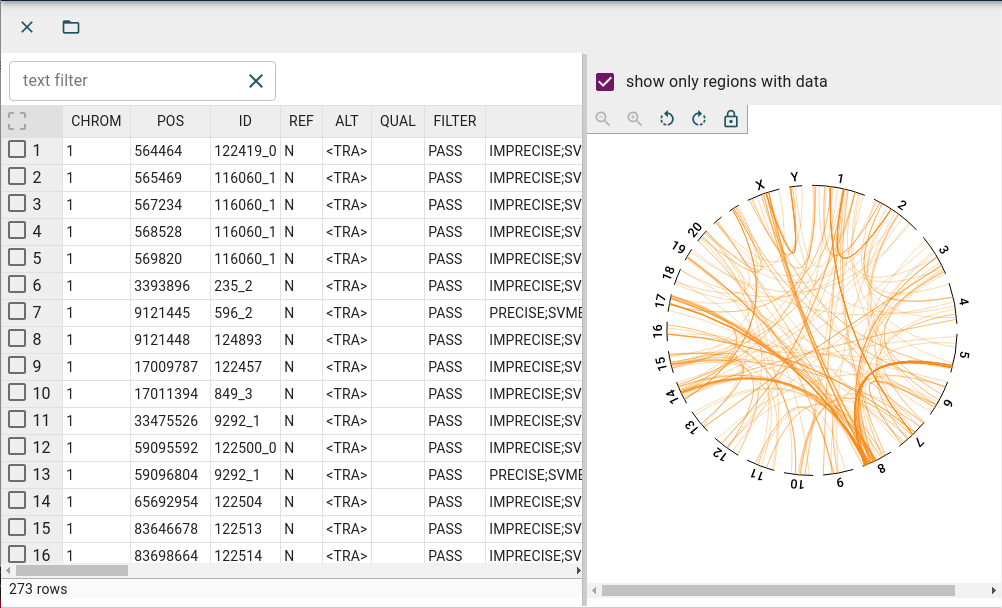 text filter
show only regions with data
CHROM POS ID REF ALT QUAL FILTER
1 1 564464 122419_0 N <TRA> PASS IMPRECISE;SV
2 1 565469 116060_1 N <TRA> PASS IMPRECISE;SV
3 1 567234 116060_1 N <TRA> PASS IMPRECISE;SV
4 1 568528 116060_1 N <TRA> PASS IMPRECISE;SV
5 1 569820 116060_1 N <TRA> PASS IMPRECISE;SV
6 1 3393896 235_2 N <TRA> PASS IMPRECISE;SV
7 1 9121445 596_2 N <TRA> PASS PRECISE;SVME
8 1 9121448 124893 N <TRA> PASS IMPRECISE;SV
9 1 17009787 122457 N <TRA> PASS IMPRECISE;SV
10 1 17011394 849_3 N <TRA> PASS IMPRECISE;SV
11 1 33475526 9292_1 N <TRA> PASS IMPRECISE;SV
12 1 59095592 122500_0 N <TRA> PASS IMPRECISE;SV
13 1 59096804 9292_1 N <TRA> PASS PRECISE;SVME
14 1 65692954 122504 N <TRA> PASS IMPRECISE;SV
15 1 83646678 122513 N <TRA> PASS IMPRECISE;SV
16 1 83698664 122514 N <TRA> PASS IMPRECISE;SV
273 rows
1
2
3
4
5
6
7
8
9
10
11
12
13
14
15
16
17
18
19
20
X
Y